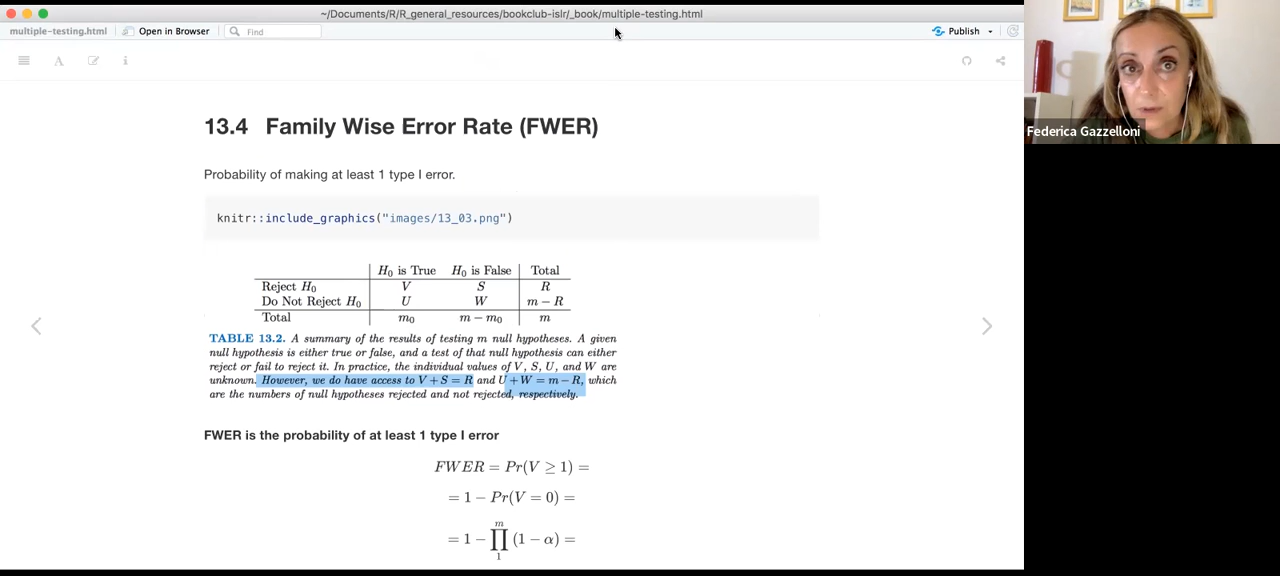 ~/Documents/R/R_general_resources/bookclub-islr/_book/multiple-testing.html
multiple-testing.html Open in Browser Find Publish
13.4 Family Wise Error Rate (FWER)
Probability of making at least 1 type I error.
knitr::include_graphics("images/13_03.png")
H₀ is True H₀ is False Total
Reject H₀ V S R
Do Not Reject H₀ U W m − R
Total m₀ m − m₀ m
TABLE 13.2. A summary of the results of testing m null hypotheses. A given
null hypothesis is either true or false, and a test of that null hypothesis can either
reject or fail to reject it. In practice, the individual values of V, S, U, and W are
unknown. However, we do have access to V + S = R and U + W = m − R, which
are the numbers of null hypotheses rejected and not rejected, respectively.
FWER is the probability of at least 1 type I error
FWER = Pr(V ≥ 1) =
= 1 − Pr(V = 0) =
= 1 − ∏₁ᵐ (1 − α) =
Federica Gazzelloni